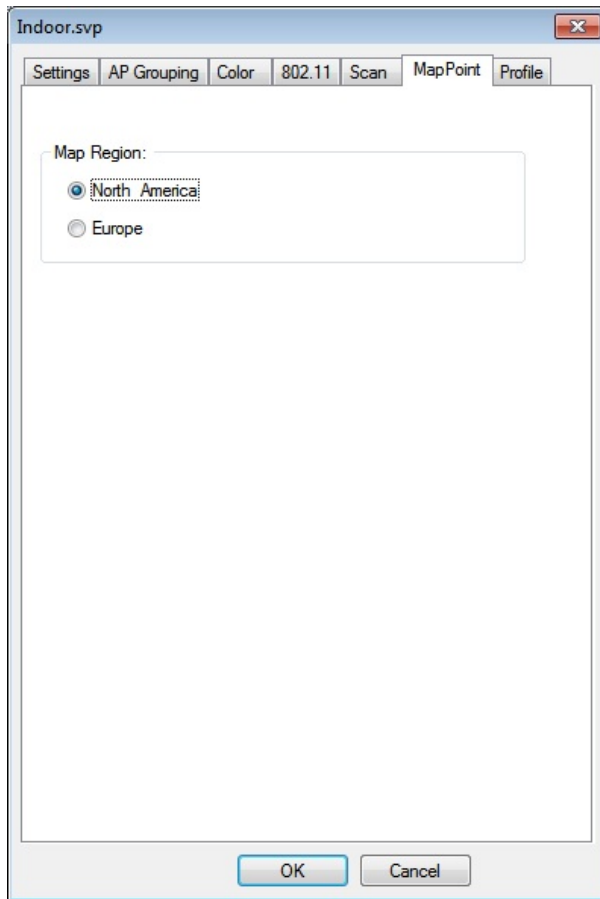 Indoor.svp
Settings AP Grouping Color 802.11 Scan MapPoint Profile
Map Region:
North America
Europe
OK Cancel